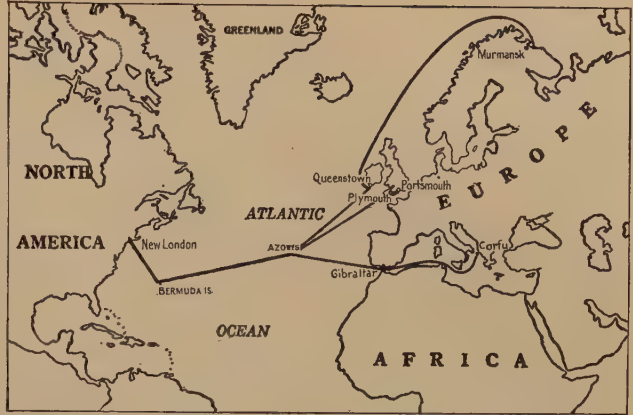 GREENLAND
Murmansk
EUROPE
NORTH
Queenstown
Portsmouth
Plymouth
ATLANTIC
AMERICA
New London
Azores
Corfu
Gibraltar
BERMUDA IS.
OCEAN
AFRICA